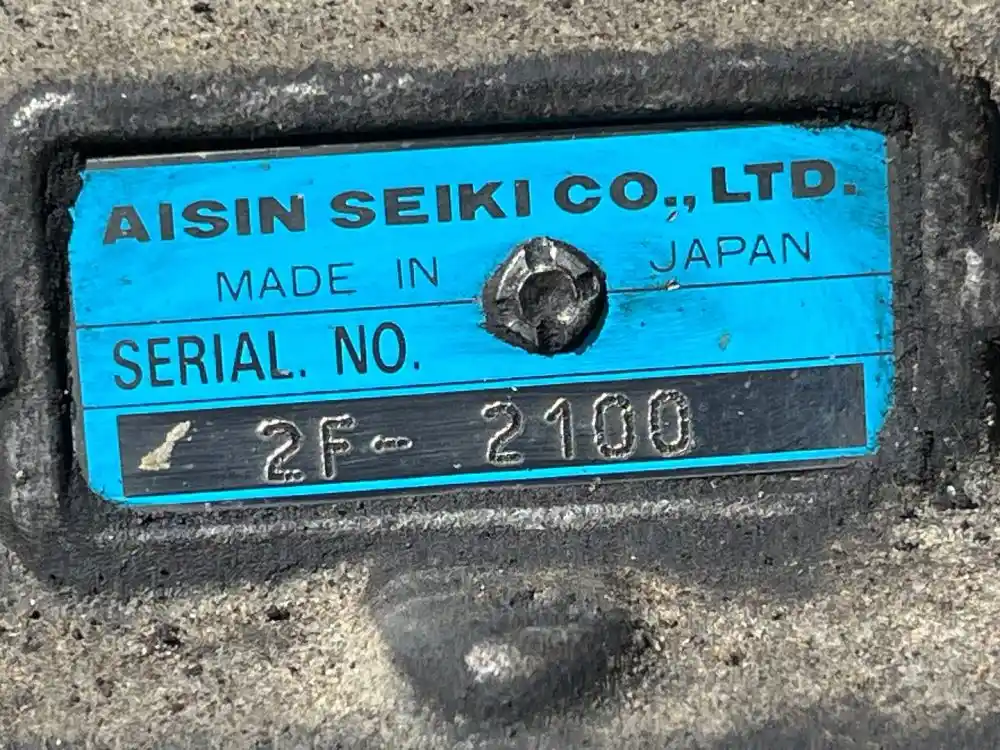 AISIN SEIKI CO., LTD.
MADE IN JAPAN
SERIAL. NO.
2F- 2100